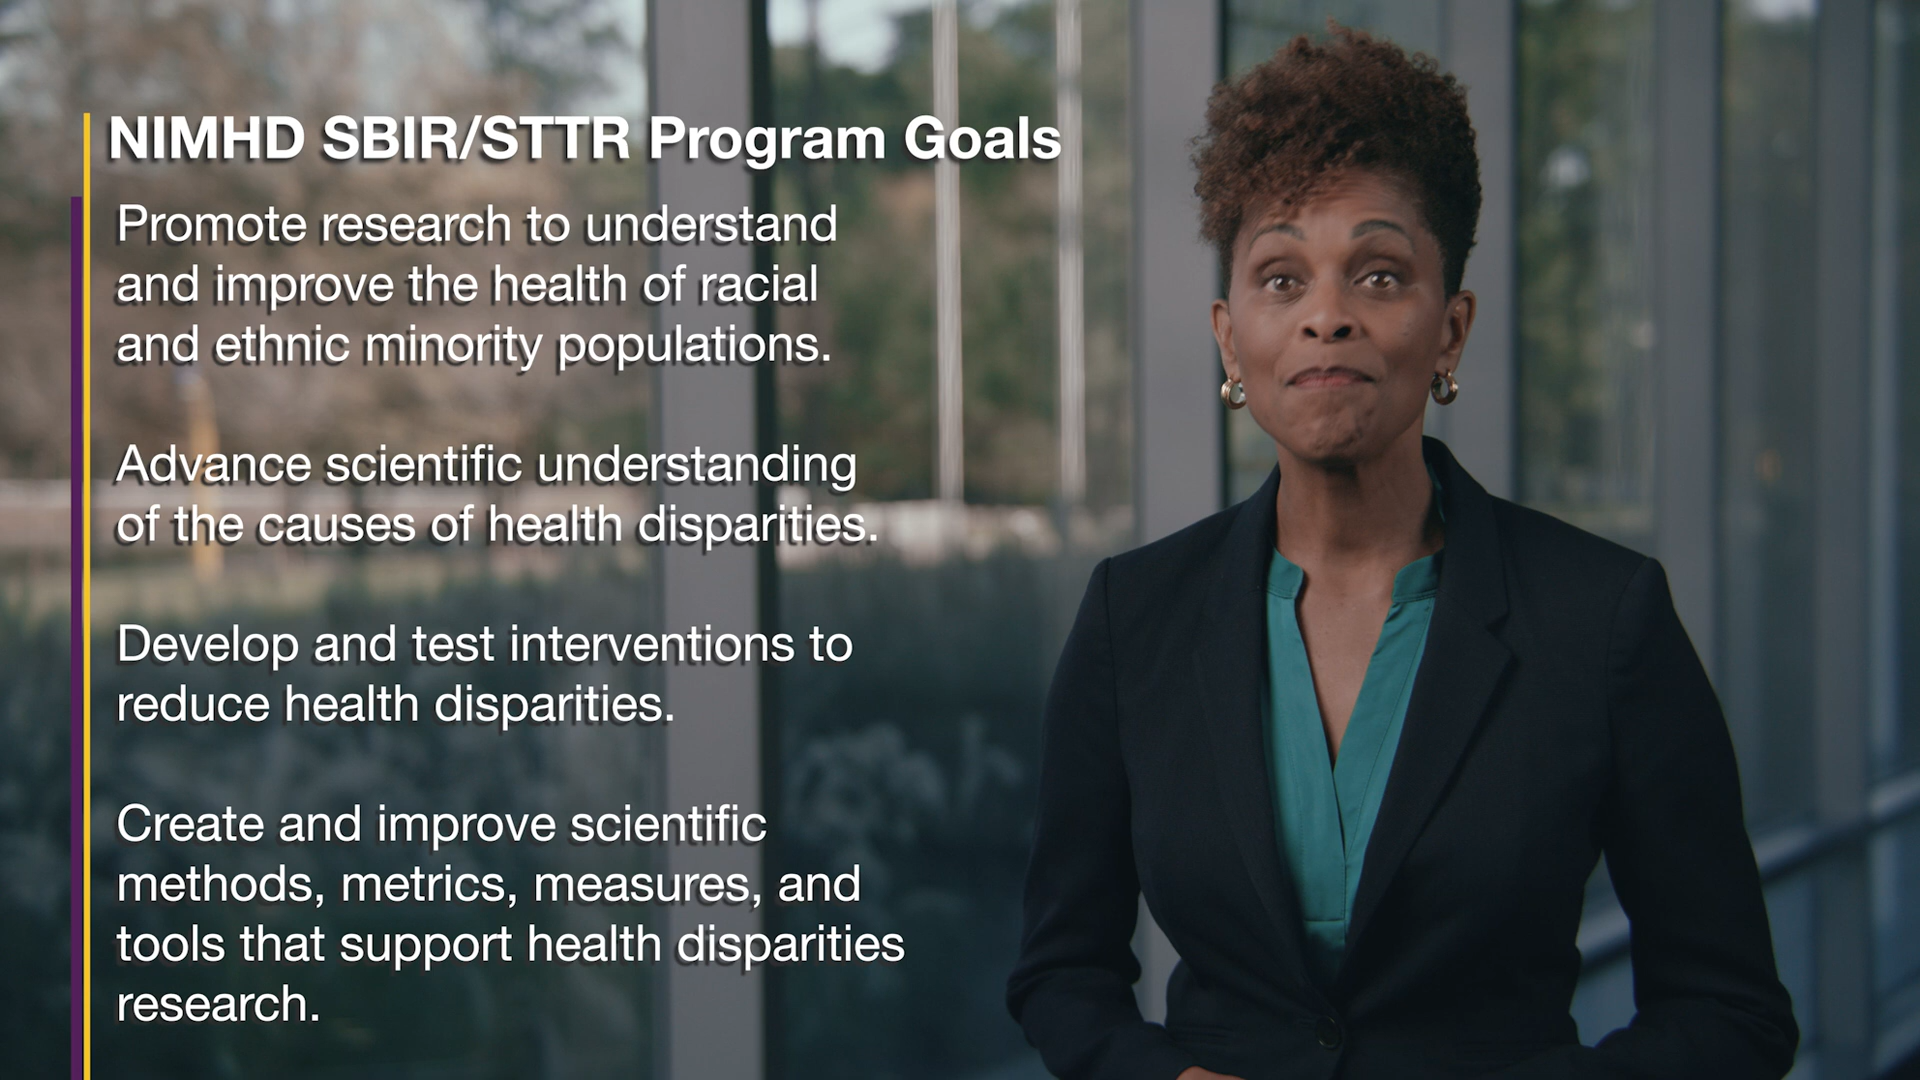 NIMHD SBIR/STTR Program Goals
Promote research to understand
and improve the health of racial
and ethnic minority populations.
Advance scientific understanding
of the causes of health disparities.
Develop and test interventions to
reduce health disparities.
Create and improve scientific
methods, metrics, measures, and
tools that support health disparities
research.